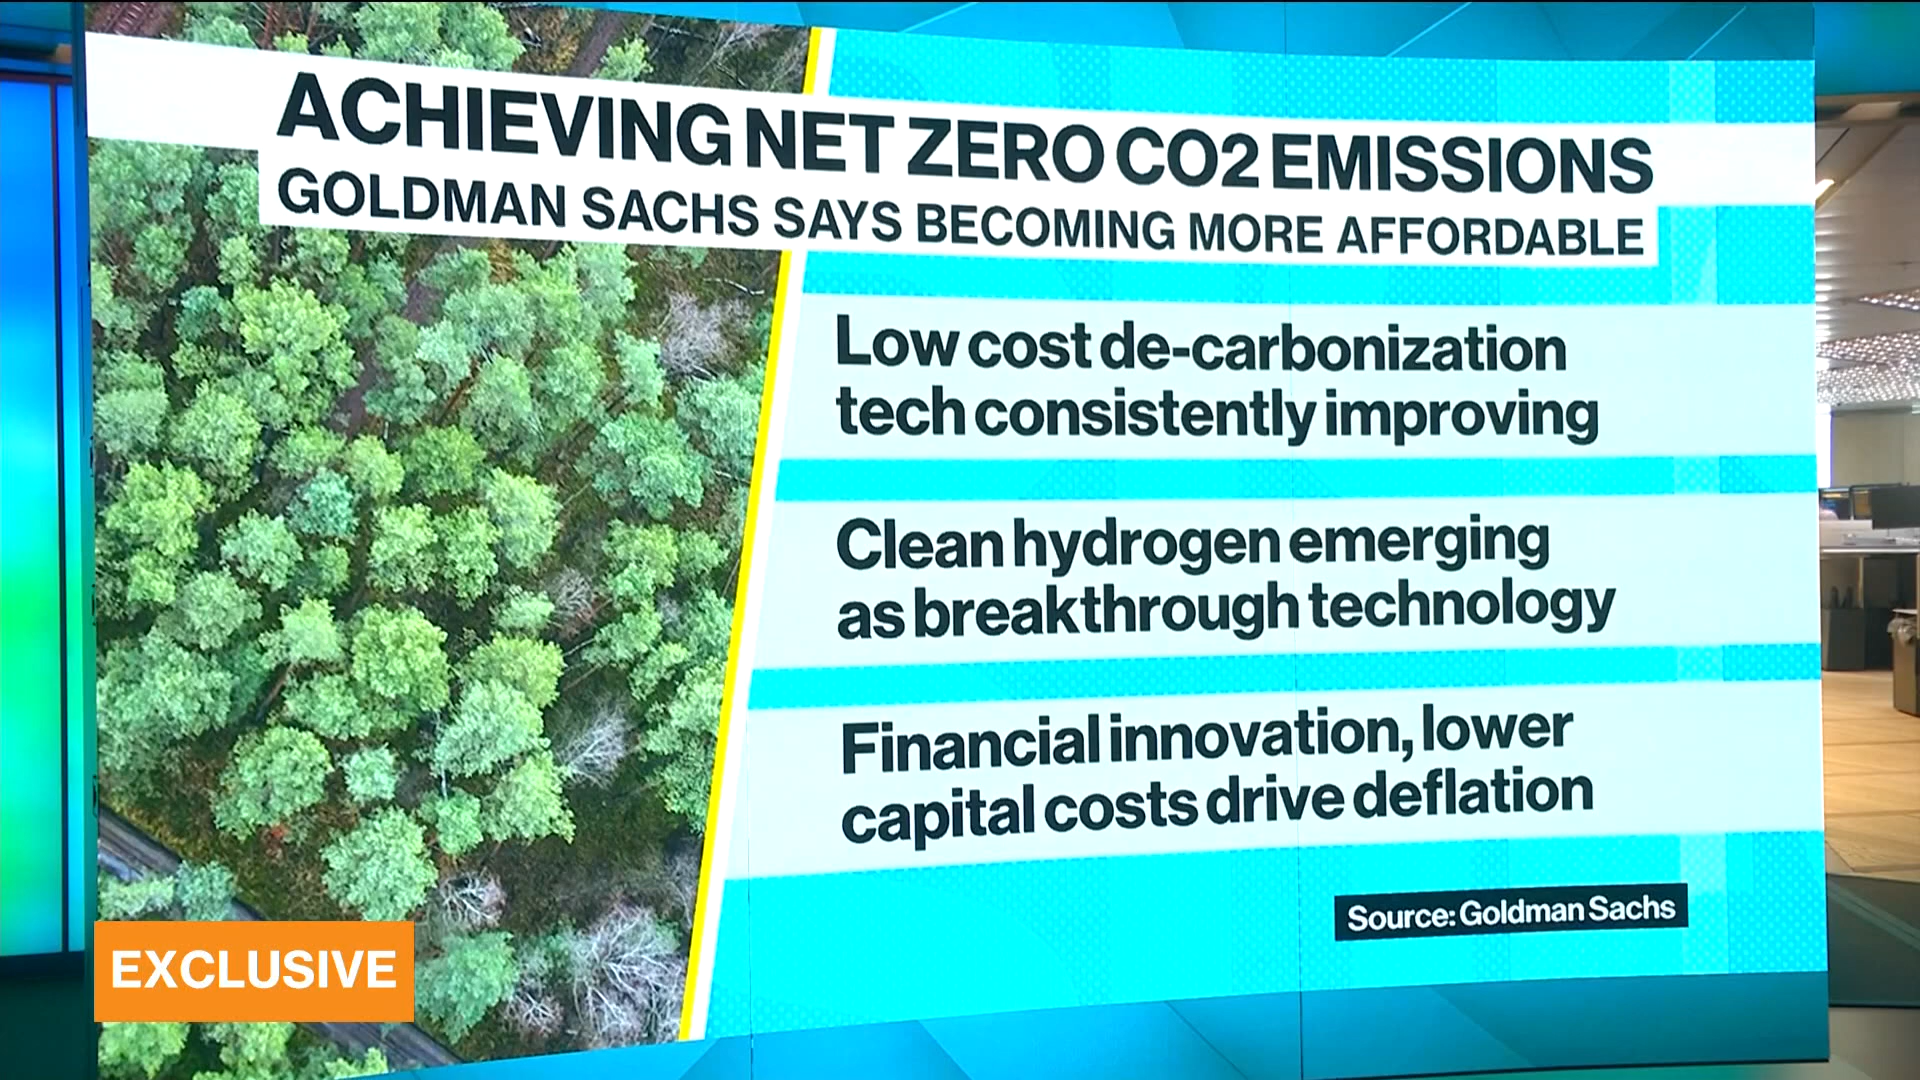 ACHIEVING NET ZERO CO2 EMISSIONS
GOLDMAN SACHS SAYS BECOMING MORE AFFORDABLE
Low cost de-carbonization
tech consistently improving
Clean hydrogen emerging
as breakthrough technology
Financial innovation, lower
capital costs drive deflation
Source: Goldman Sachs
EXCLUSIVE